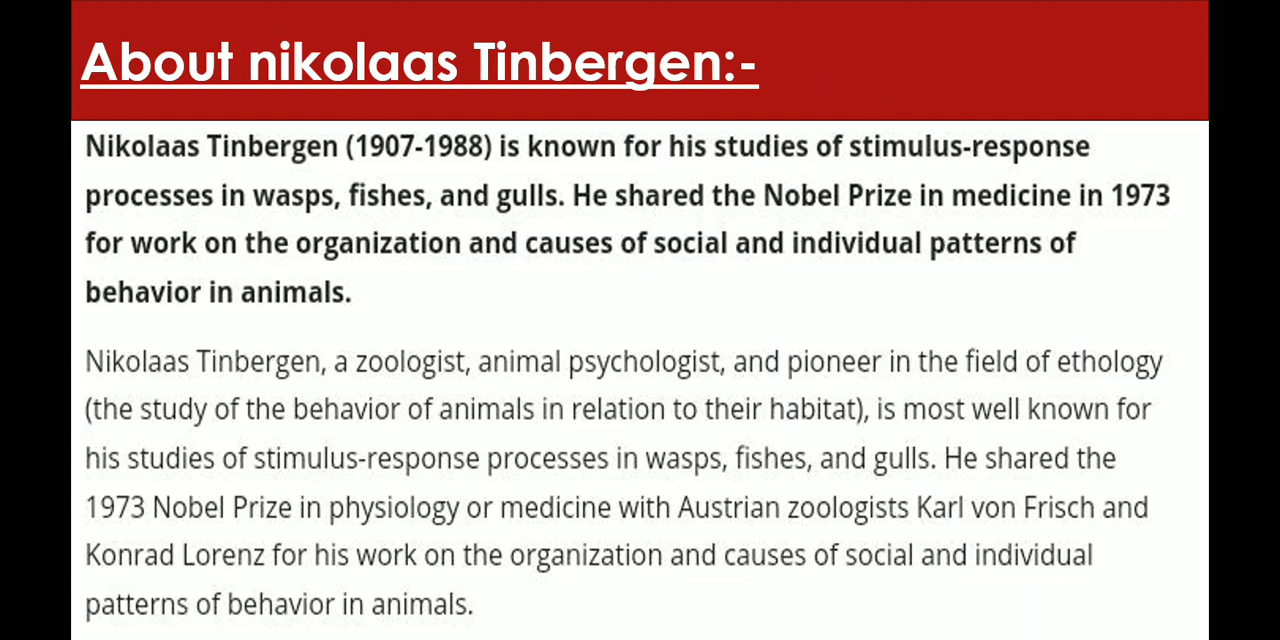 About nikolaas Tinbergen:-
Nikolaas Tinbergen (1907-1988) is known for his studies of stimulus-response
processes in wasps, fishes, and gulls. He shared the Nobel Prize in medicine in 1973
for work on the organization and causes of social and individual patterns of
behavior in animals.
Nikolaas Tinbergen, a zoologist, animal psychologist, and pioneer in the field of ethology
(the study of the behavior of animals in relation to their habitat), is most well known for
his studies of stimulus-response processes in wasps, fishes, and gulls. He shared the
1973 Nobel Prize in physiology or medicine with Austrian zoologists Karl von Frisch and
Konrad Lorenz for his work on the organization and causes of social and individual
patterns of behavior in animals.